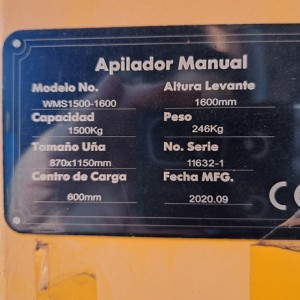 Apilador Manual
Modelo No. Altura Levante
WMS1500-1600 1600mm
Capacidad Peso
1500Kg 246Kg
Tamaño Uña No. Serie
870x1150mm 11632-1
Centro de Carga Fecha MFG.
600mm 2020.09
CE